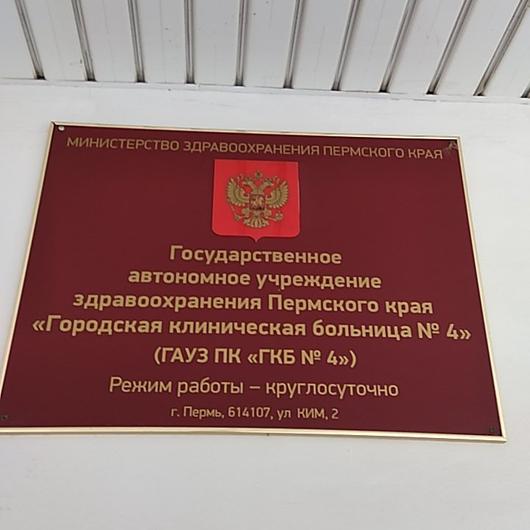 МИНИСТЕРСТВО ЗДРАВООХРАНЕНИЯ ПЕРМСКОГО КРАЯ
Государственное
автономное учреждение
здравоохранения Пермского края
«Городская клиническая больница № 4»
(ГАУЗ ПК «ГКБ № 4»)
Режим работы – круглосуточно
г. Пермь, 614107, ул КИМ, 2